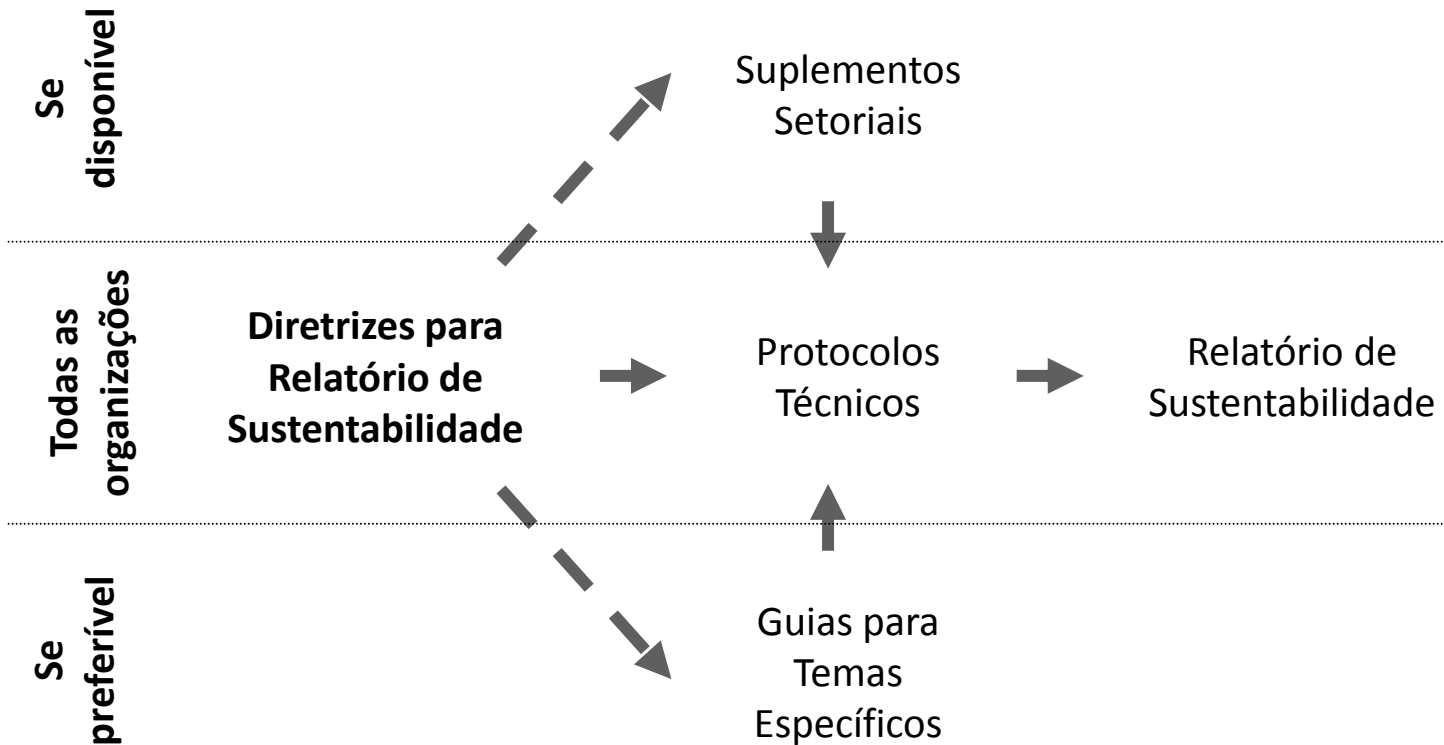 Se
disponível
Suplementos
Setoriais
Todas as
organizações
Diretrizes para
Relatório de
Sustentabilidade
Protocolos
Técnicos
Relatório de
Sustentabilidade
Se
preferível
Guias para
Temas
Específicos